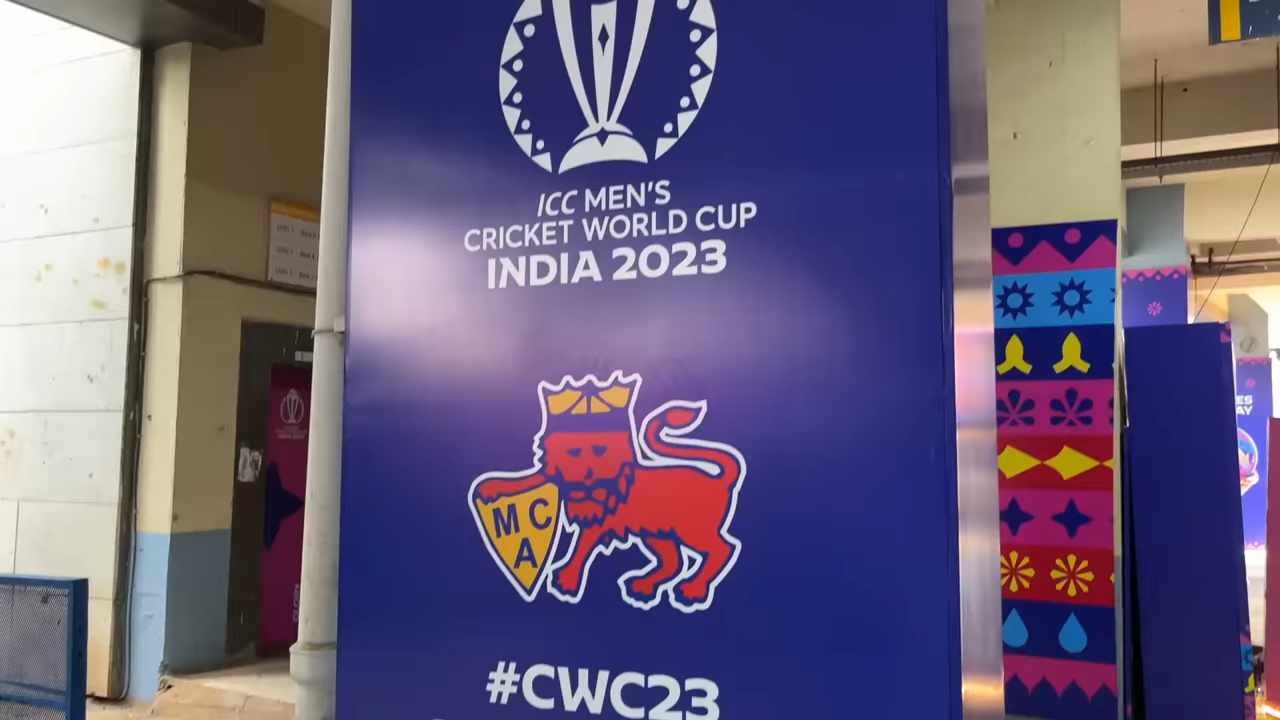 ICC MEN'S
CRICKET WORLD CUP
INDIA 2023
M C
A
#CWC23